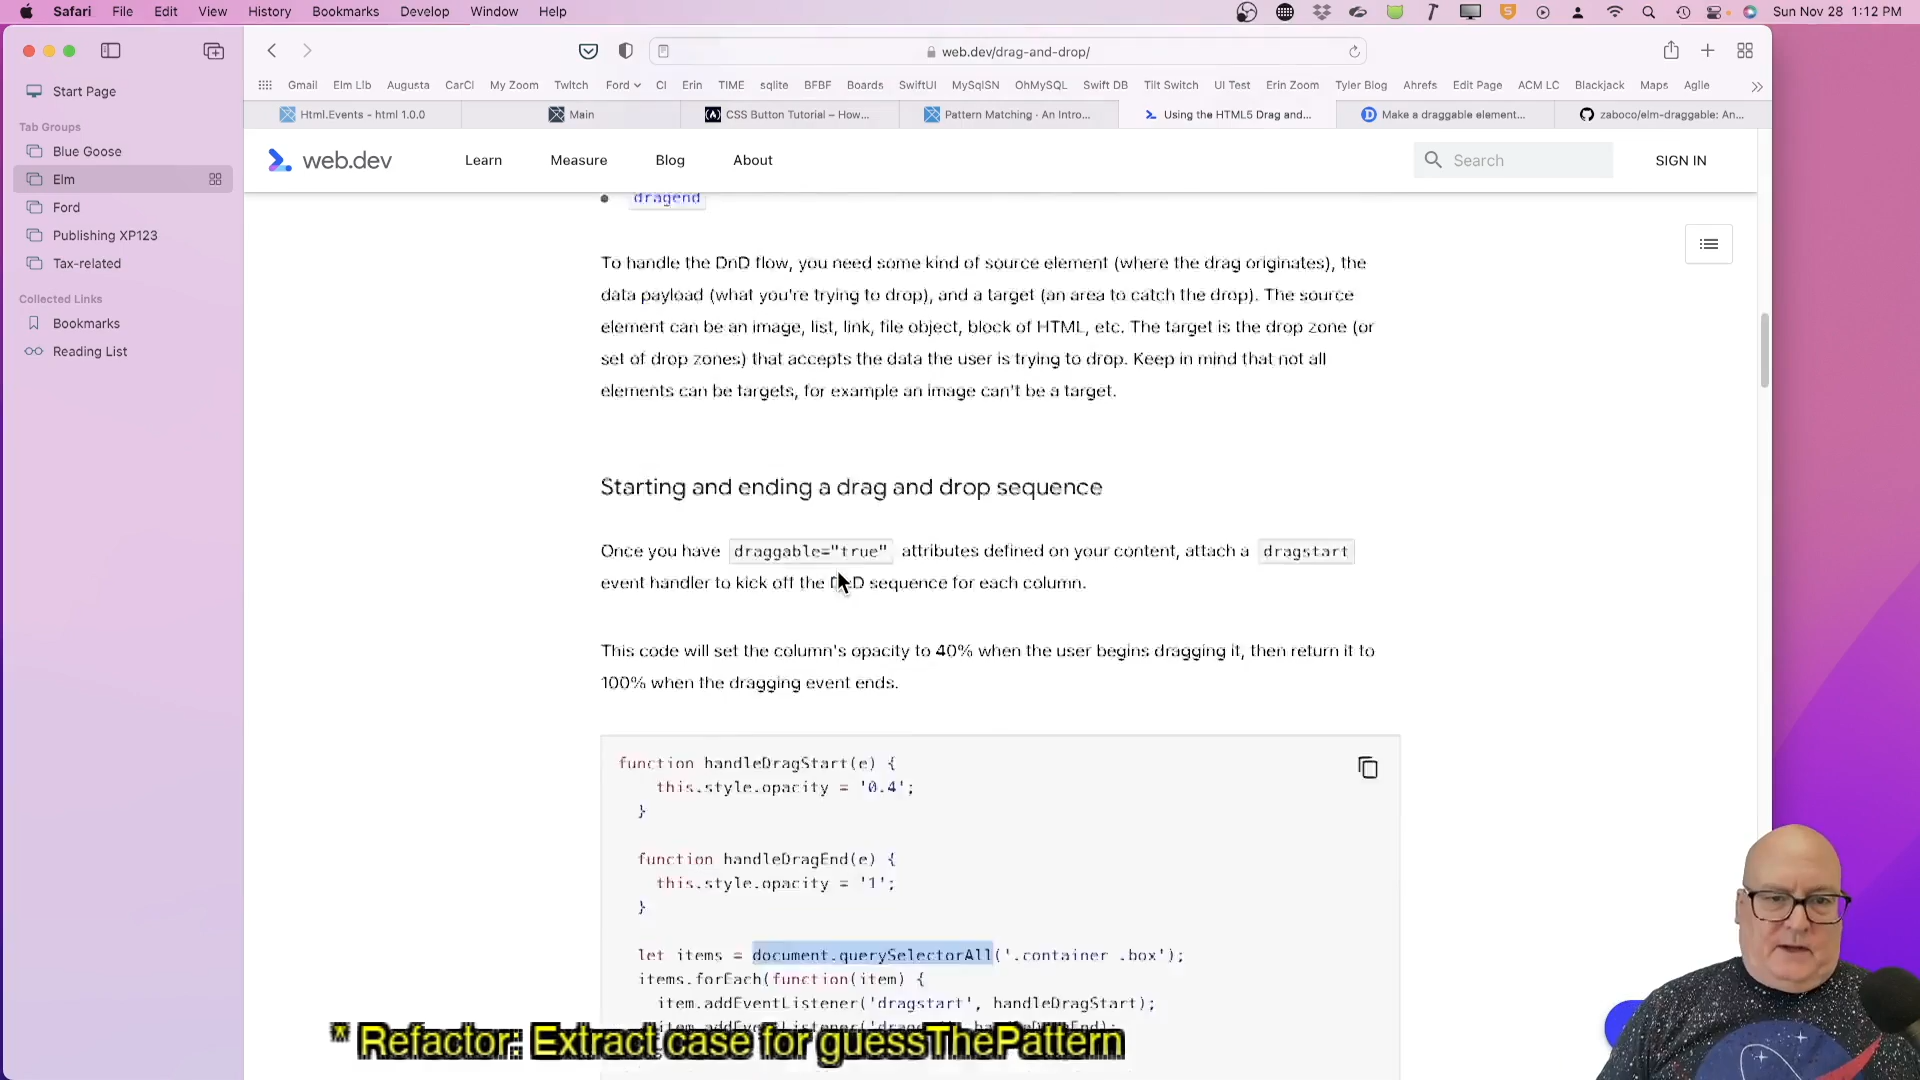 Safari File Edit View History Bookmarks Develop Window Help Sun Nov 28 1:12 PM
web.dev/drag-and-drop/
Start Page
Tab Groups
Blue Goose
Elm
Ford
Publishing XP123
Tax-related
Collected Links
Bookmarks
Reading List
Gmail Elm LIb Augusta CarCI My Zoom Twitch Ford CI Erin TIME sqlite BFBF Boards SwiftUI MySqlSN OhMySQL Swift DB Tilt Switch UI Test Erin Zoom Tyler Blog Ahrefs Edit Page ACM LC Blackjack Maps Agile
Html.Events - html 1.0.0 Main CSS Button Tutorial – How... Pattern Matching · An Intro... Using the HTML5 Drag and... Make a draggable element... zaboco/elm-draggable: An...
web.dev Learn Measure Blog About Search SIGN IN
dragend
To handle the DnD flow, you need some kind of source element (where the drag originates), the
data payload (what you're trying to drop), and a target (an area to catch the drop). The source
element can be an image, list, link, file object, block of HTML, etc. The target is the drop zone (or
set of drop zones) that accepts the data the user is trying to drop. Keep in mind that not all
elements can be targets, for example an image can't be a target.
Starting and ending a drag and drop sequence
Once you have draggable="true" attributes defined on your content, attach a dragstart
event handler to kick off the DnD sequence for each column.
This code will set the column's opacity to 40% when the user begins dragging it, then return it to
100% when the dragging event ends.
function handleDragStart(e) {
this.style.opacity = '0.4';
}
function handleDragEnd(e) {
this.style.opacity = '1';
}
let items = document.querySelectorAll('.container .box');
items.forEach(function(item) {
item.addEventListener('dragstart', handleDragStart);
* Refactor: Extract case for guessThePattern